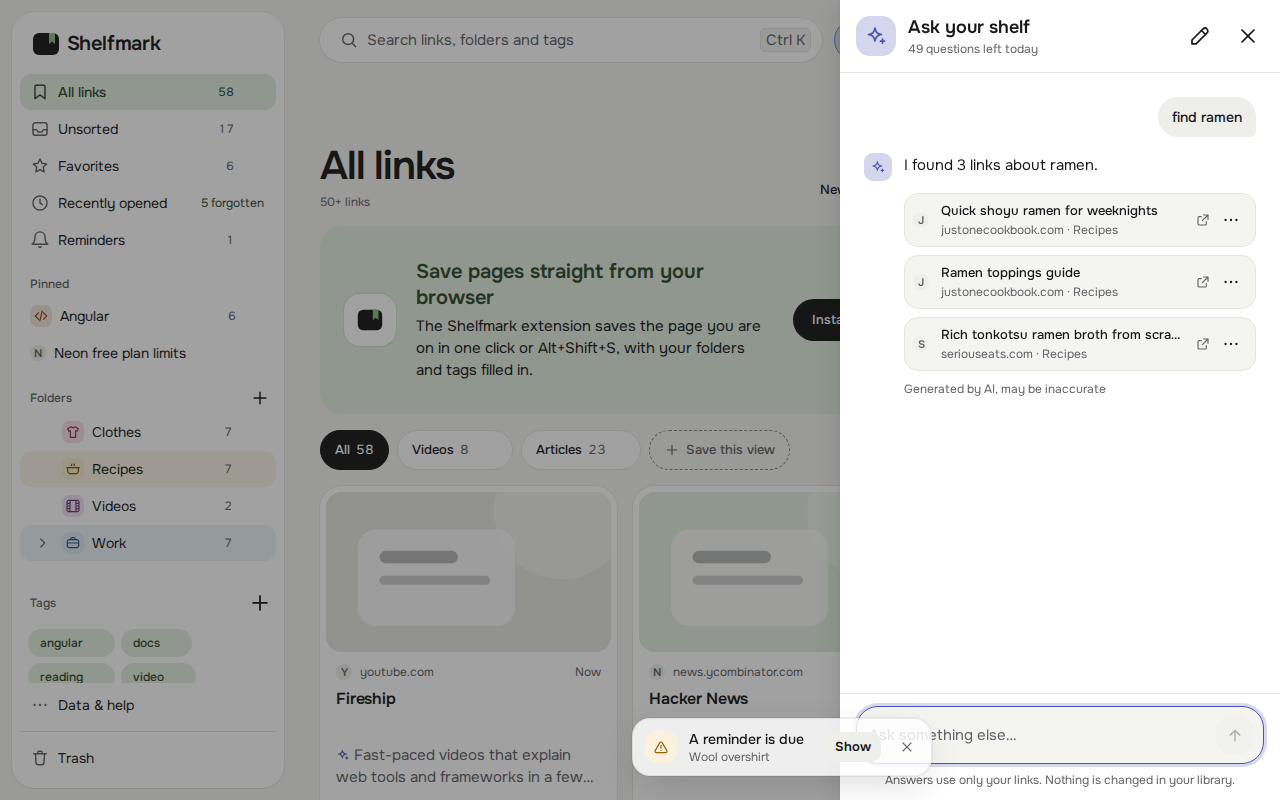 Shelfmark
All links 58
Unsorted 17
Favorites 6
Recently opened 5 forgotten
Reminders 1
Pinned
Angular 6
N Neon free plan limits
Folders
Clothes 7
Recipes 7
Videos 2
Work 7
Tags
angular docs
reading video
Data & help
Trash
Search links, folders and tags Ctrl K
All links
50+ links
Save pages straight from your
browser
The Shelfmark extension saves the page you are
on in one click or Alt+Shift+S, with your folders
and tags filled in.
All 58 Videos 8 Articles 23 Save this view
Y youtube.com Now
Fireship
Fast-paced videos that explain
web tools and frameworks in a few…
N news.ycombinator.com
Hacker News
A reminder is due
Wool overshirt
Show
Ask your shelf
49 questions left today
find ramen
I found 3 links about ramen.
J Quick shoyu ramen for weeknights
justonecookbook.com · Recipes
J Ramen toppings guide
justonecookbook.com · Recipes
S Rich tonkotsu ramen broth from scra…
seriouseats.com · Recipes
Generated by AI, may be inaccurate
Ask something else…
Answers use only your links. Nothing is changed in your library.